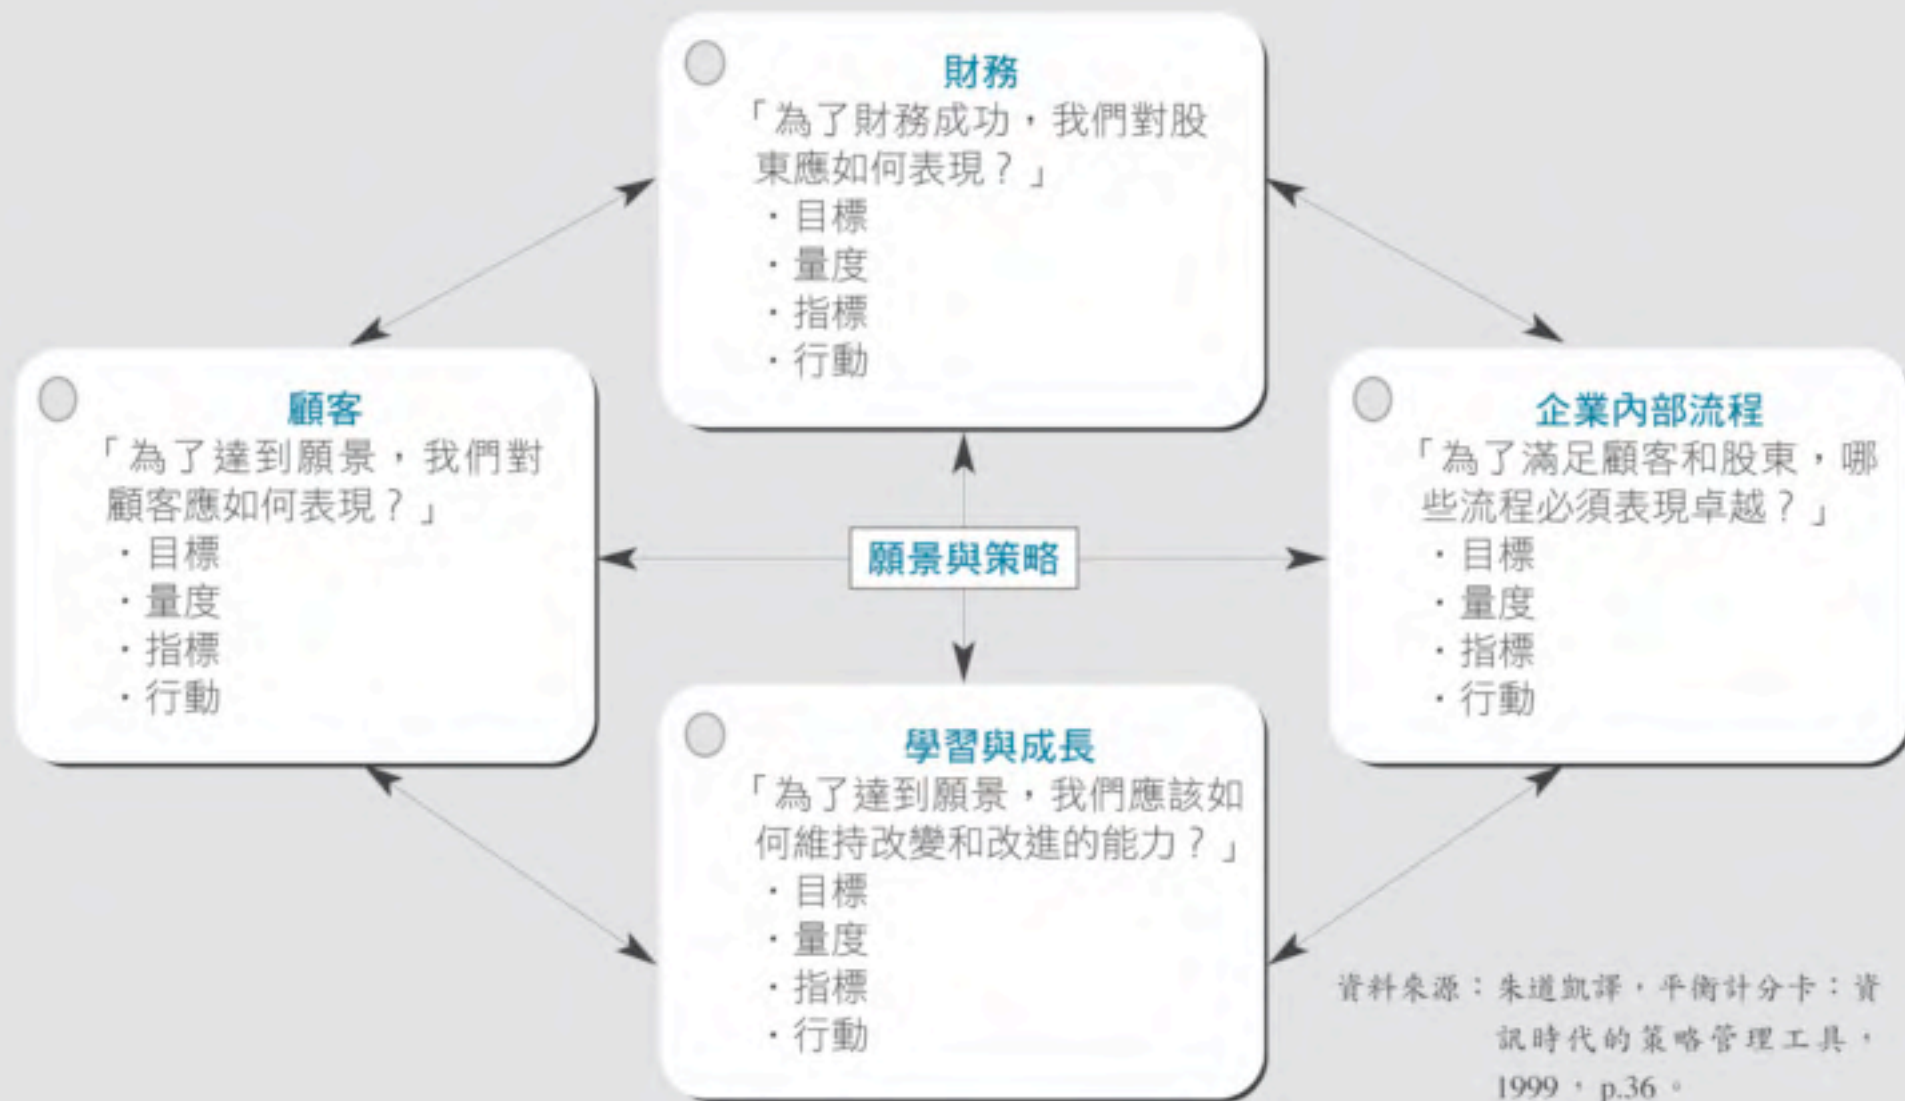 財務
「為了財務成功，我們對股
東應如何表現？」
・目標
・量度
・指標
・行動
顧客
「為了達到願景，我們對
顧客應如何表現？」
・目標
・量度
・指標
・行動
願景與策略
企業內部流程
「為了滿足顧客和股東，哪
些流程必須表現卓越？」
・目標
・量度
・指標
・行動
學習與成長
「為了達到願景，我們應該如
何維持改變和改進的能力？」
・目標
・量度
・指標
・行動
資料來源：朱道凱譯，平衡計分卡：資
訊時代的策略管理工具，
1999，p.36。